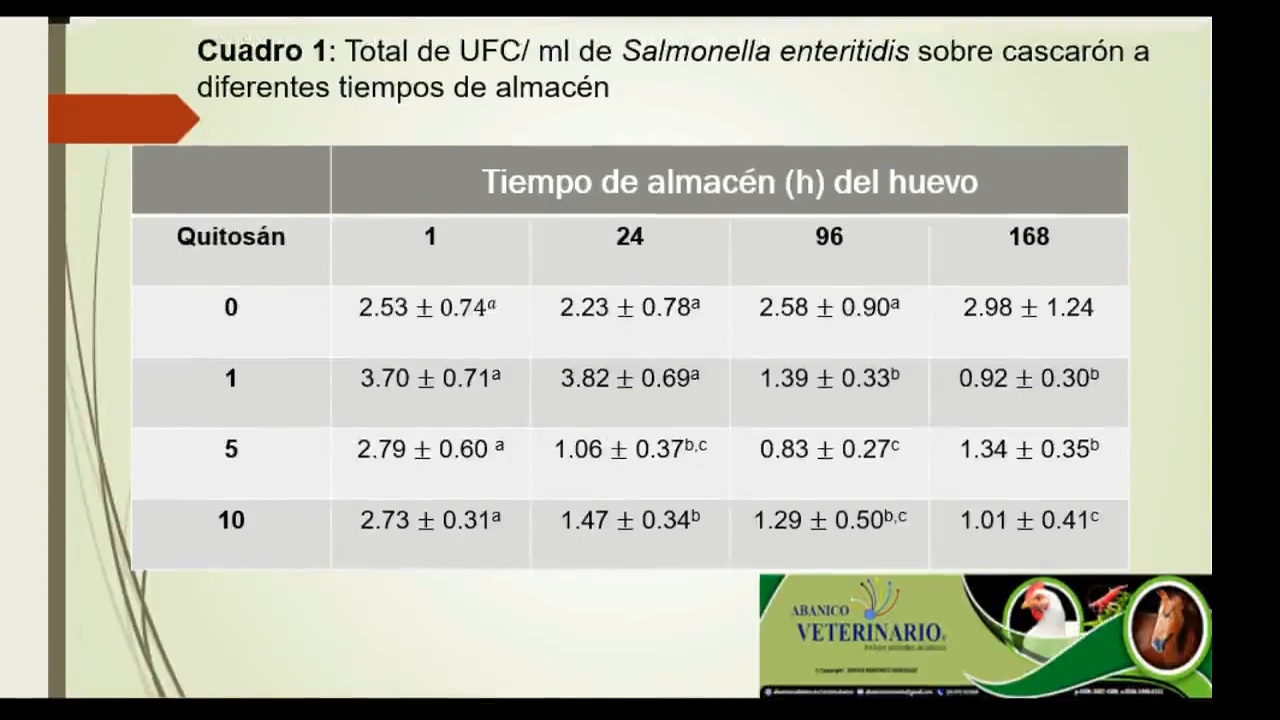 Cuadro 1: Total de UFC/ ml de Salmonella enteritidis sobre cascarón a
diferentes tiempos de almacén
Tiempo de almacén (h) del huevo
Quitosán 1 24 96 168
0 2.53 ± 0.74ᵃ 2.23 ± 0.78ᵃ 2.58 ± 0.90ᵃ 2.98 ± 1.24
1 3.70 ± 0.71ᵃ 3.82 ± 0.69ᵃ 1.39 ± 0.33ᵇ 0.92 ± 0.30ᵇ
5 2.79 ± 0.60 ᵃ 1.06 ± 0.37ᵇ,ᶜ 0.83 ± 0.27ᶜ 1.34 ± 0.35ᵇ
10 2.73 ± 0.31ᵃ 1.47 ± 0.34ᵇ 1.29 ± 0.50ᵇ,ᶜ 1.01 ± 0.41ᶜ
ABANICO
VETERINARIO